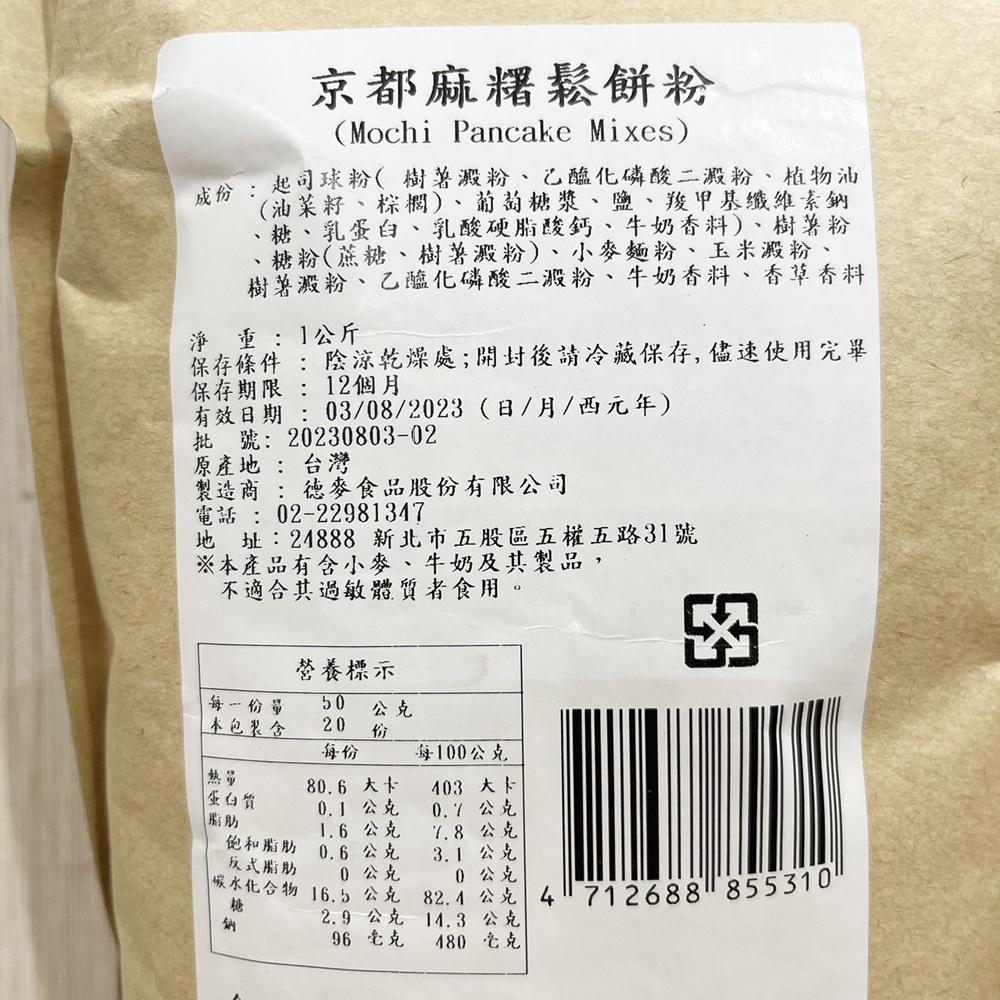 京都麻糬鬆餅粉
(Mochi Pancake Mixes)
成份 : 起司球粉( 樹薯澱粉、乙醯化磷酸二澱粉、植物油
(油菜籽、棕櫚)、葡萄糖漿、鹽、羧甲基纖維素鈉
、糖、乳蛋白、乳酸硬脂酸鈣、牛奶香料)、樹薯粉
、糖粉(蔗糖、樹薯澱粉)、小麥麵粉、玉米澱粉、
樹薯澱粉、乙醯化磷酸二澱粉、牛奶香料、香草香料
淨 重 : 1公斤
保存條件 : 陰涼乾燥處;開封後請冷藏保存,儘速使用完畢
保存期限 : 12個月
有效日期 : 03/08/2023 (日/月/西元年)
批 號: 20230803-02
原產地 : 台灣
製造商 : 德麥食品股份有限公司
電話 : 02-22981347
地 址:24888 新北市五股區五權五路31號
※本產品有含小麥、牛奶及其製品,
不適合其過敏體質者食用。
營養標示
每一份量 50 公克
本包裝含 20 份
每份 每100公克
熱量 80.6 大卡 403 大卡
蛋白質 0.1 公克 0.7 公克
脂肪 1.6 公克 7.8 公克
飽和脂肪 0.6 公克 3.1 公克
反式脂肪 0 公克 0 公克
碳水化合物 16.5 公克 82.4 公克
糖 2.9 公克 14.3 公克
鈉 96 毫克 480 毫克
4 712688 855310